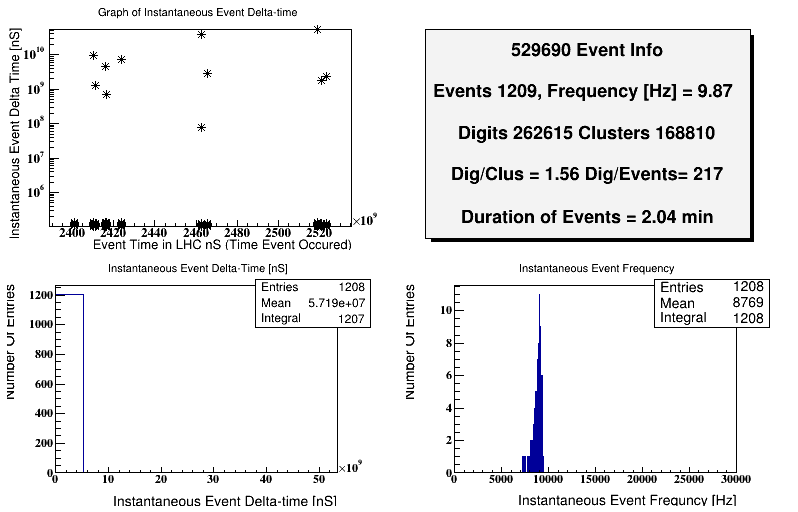 Graph of Instantaneous Event Delta-time
Instantaneous Event Delta Time [nS]
10^10
10^9
10^8
10^7
10^6
2400 2420 2440 2460 2480 2500 2520
×10^9
Event Time in LHC nS (Time Event Occured)
529690 Event Info
Events 1209, Frequency [Hz] = 9.87
Digits 262615 Clusters 168810
Dig/Clus = 1.56 Dig/Events= 217
Duration of Events = 2.04 min
Instantaneous Event Delta-Time [nS]
Entries 1208
Mean 5.719e+07
Integral 1207
Number Of Entries
1200
1000
800
600
400
200
0
0 10 20 30 40 50
×10^9
Instantaneous Event Delta-time [nS]
Instantaneous Event Frequency
Entries 1208
Mean 8769
Integral 1208
Number Of Entries
10
8
6
4
2
0
0 5000 10000 15000 20000 25000 30000
Instantaneous Event Frequncy [Hz]